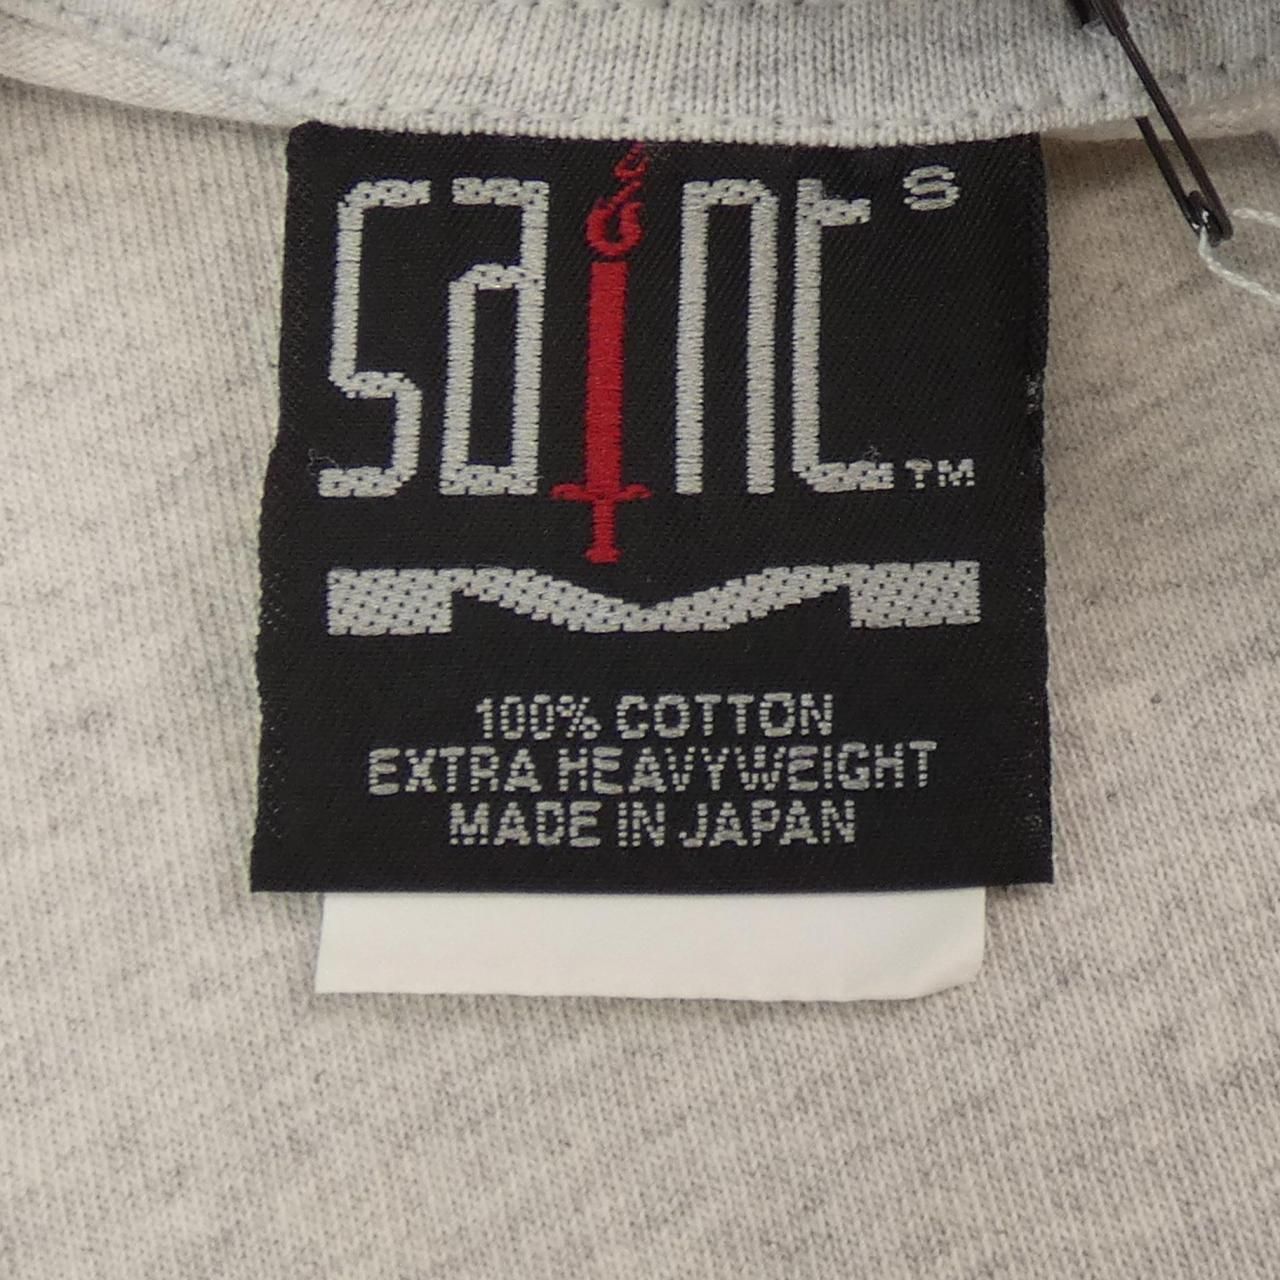 saint S
TM
100% COTTON
EXTRA HEAVYWEIGHT
MADE IN JAPAN